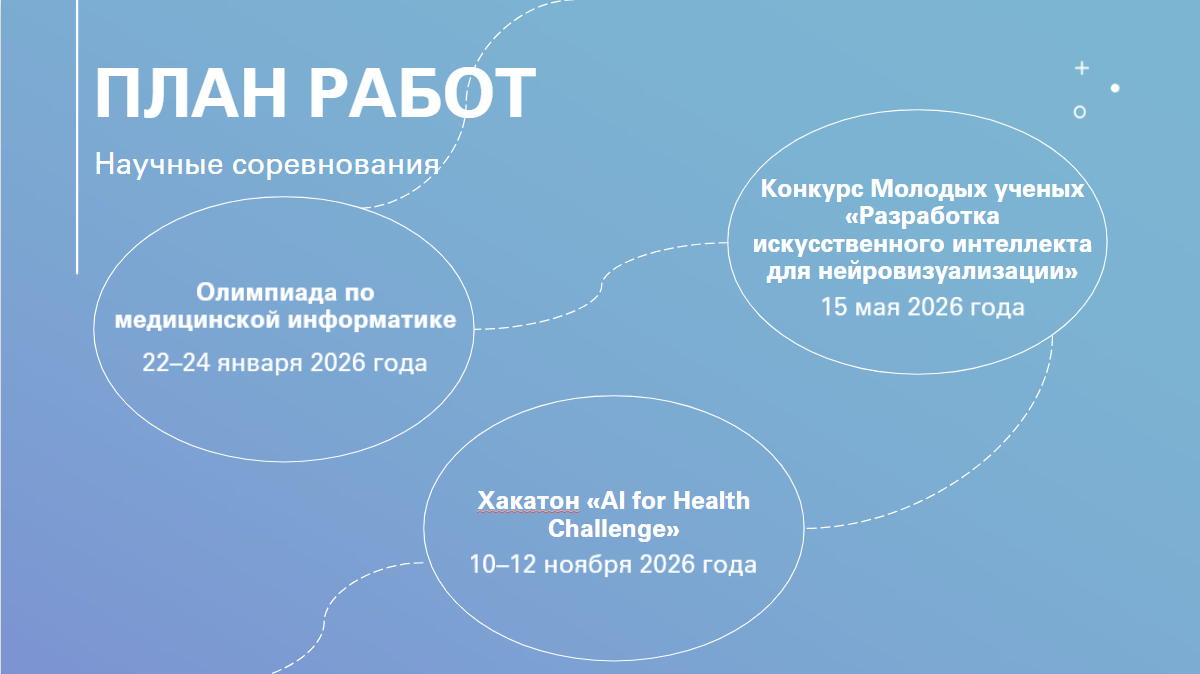 ПЛАН РАБОТ
Научные соревнования
Олимпиада по
медицинской информатике
22–24 января 2026 года
Конкурс Молодых ученых
«Разработка
искусственного интеллекта
для нейровизуализации»
15 мая 2026 года
Хакатон «AI for Health
Challenge»
10–12 ноября 2026 года